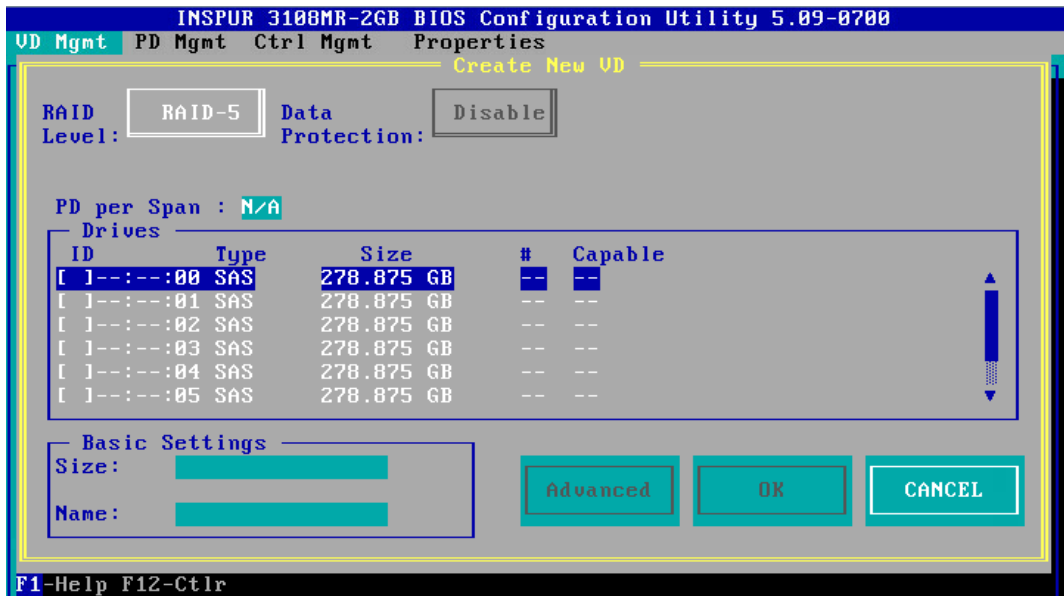 INSPUR 3108MR-2GB BIOS Configuration Utility 5.09-0700
VD Mgmt PD Mgmt Ctrl Mgmt Properties
Create New VD
RAID Level: RAID-5 Data Protection: Disable
PD per Span : N/A
Drives
ID Type Size # Capable
[ ]--:--:00 SAS 278.875 GB -- --
[ ]--:--:01 SAS 278.875 GB -- --
[ ]--:--:02 SAS 278.875 GB -- --
[ ]--:--:03 SAS 278.875 GB -- --
[ ]--:--:04 SAS 278.875 GB -- --
[ ]--:--:05 SAS 278.875 GB -- --
Basic Settings
Size:
Name:
Advanced OK CANCEL
F1-Help F12-Ctlr